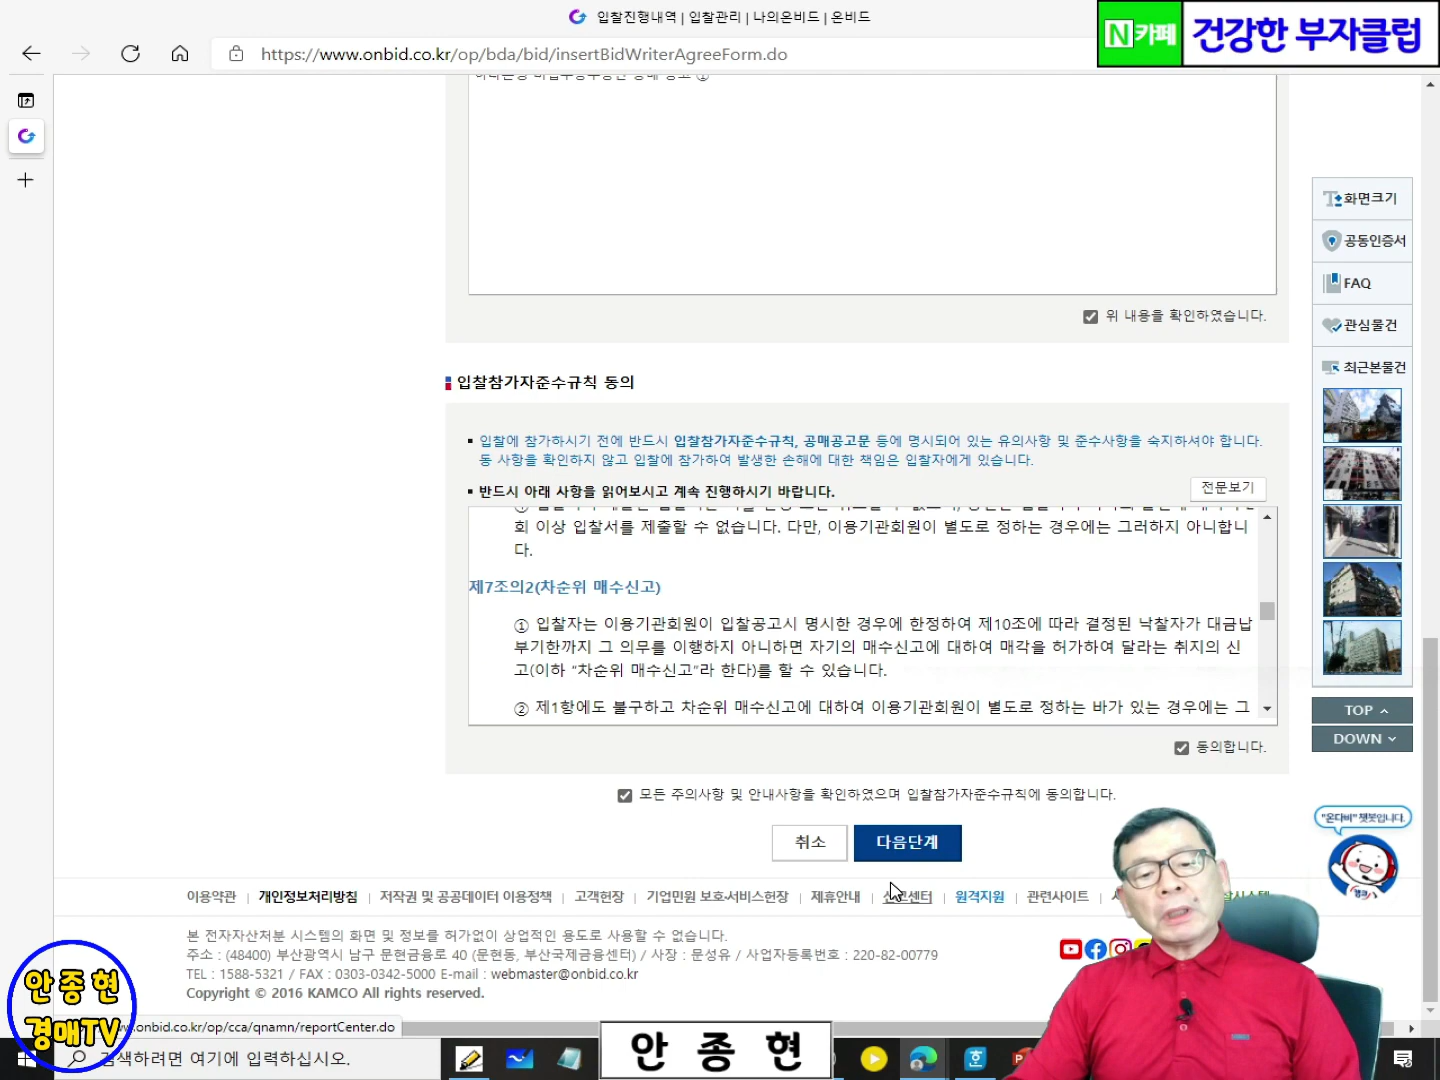 입찰진행내역 | 입찰관리 | 나의온비드 | 온비드
N카페 건강한 부자클럽
https://www.onbid.co.kr/op/bda/bid/insertBidWriterAgreeForm.do
위 내용을 확인하였습니다.
입찰참가자준수규칙 동의
▪ 입찰에 참가하시기 전에 반드시 입찰참가자준수규칙, 공매공고문 등에 명시되어 있는 유의사항 및 준수사항을 숙지하셔야 합니다.
동 사항을 확인하지 않고 입찰에 참가하여 발생한 손해에 대한 책임은 입찰자에게 있습니다.
▪ 반드시 아래 사항을 읽어보시고 계속 진행하시기 바랍니다.
전문보기
회 이상 입찰서를 제출할 수 없습니다. 다만, 이용기관회원이 별도로 정하는 경우에는 그러하지 아니합니
다.
제7조의2(차순위 매수신고)
① 입찰자는 이용기관회원이 입찰공고시 명시한 경우에 한정하여 제10조에 따라 결정된 낙찰자가 대금납
부기한까지 그 의무를 이행하지 아니하면 자기의 매수신고에 대하여 매각을 허가하여 달라는 취지의 신
고(이하 “차순위 매수신고”라 한다)를 할 수 있습니다.
② 제1항에도 불구하고 차순위 매수신고에 대하여 이용기관회원이 별도로 정하는 바가 있는 경우에는 그
동의합니다.
모든 주의사항 및 안내사항을 확인하였으며 입찰참가자준수규칙에 동의합니다.
취소
다음단계
화면크기
공동인증서
FAQ
관심물건
최근본물건
TOP
DOWN
"온다비" 챗봇입니다.
이용약관 | 개인정보처리방침 | 저작권 및 공공데이터 이용정책 | 고객헌장 | 기업민원 보호·서비스헌장 | 제휴안내 | 신고센터 | 원격지원 | 관련사이트
본 전자자산처분 시스템의 화면 및 정보를 허가없이 상업적인 용도로 사용할 수 없습니다.
주소 : (48400) 부산광역시 남구 문현금융로 40 (문현동, 부산국제금융센터) / 사장 : 문성유 / 사업자등록번호 : 220-82-00779
TEL : 1588-5321 / FAX : 0303-0342-5000 E-mail : webmaster@onbid.co.kr
Copyright © 2016 KAMCO All rights reserved.
안종현
경매TV
.onbid.co.kr/op/cca/qnamn/reportCenter.do
검색하려면 여기에 입력하십시오.
안 종 현